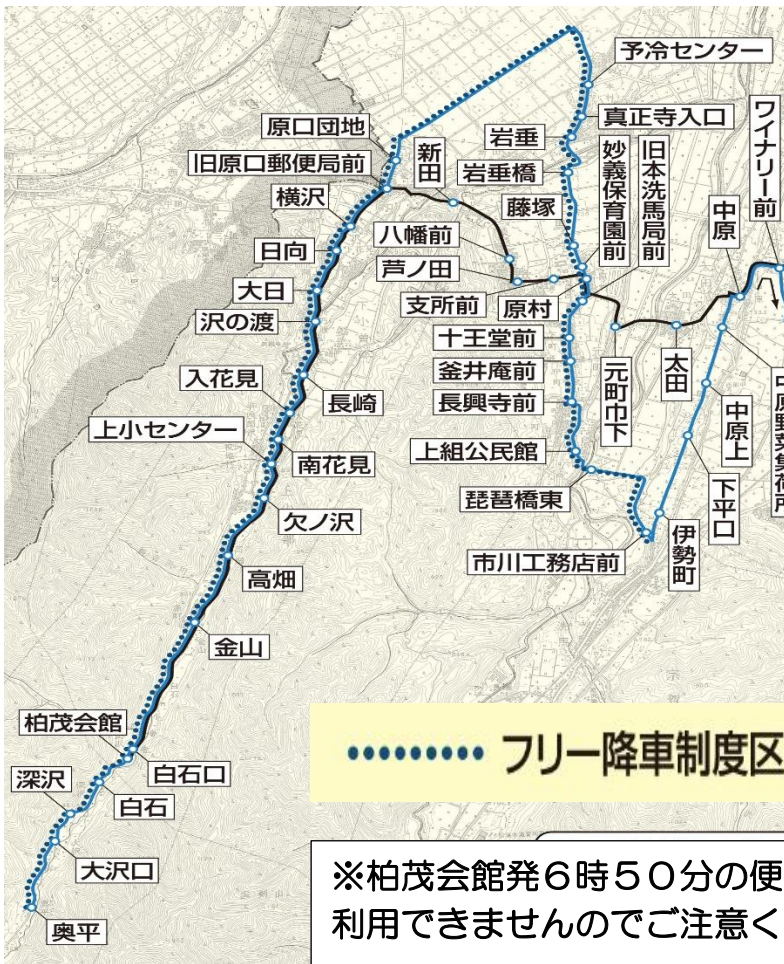 予冷センター
原口団地
真正寺入口
ワイナリー前
岩垂
旧原口郵便局前
新田
岩垂橋
妙義保育園前
旧本洗馬局前
横沢
藤塚
中原
日向
八幡前
大日
芦ノ田
支所前
原村
沢の渡
十王堂前
釜井庵前
元町巾下
太田
入花見
長崎
長興寺前
中原上
中原野菜集荷所
上小センター
南花見
上組公民館
下平口
欠ノ沢
琵琶橋東
伊勢町
高畑
市川工務店前
金山
柏茂会館
白石口
深沢
白石
大沢口
奥平
フリー降車制度区
※柏茂会館発6時50分の便
利用できませんのでご注意く